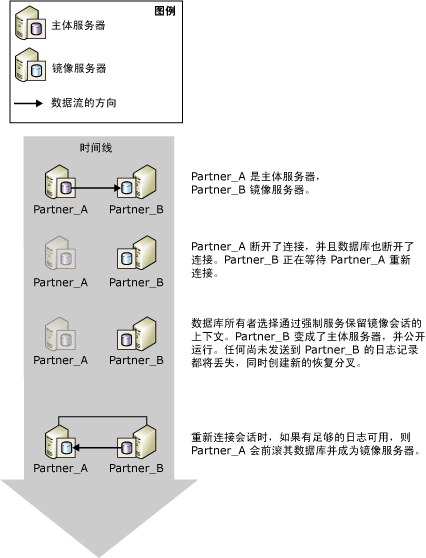 图例
主体服务器
镜像服务器
数据流的方向
时间线
Partner_A
Partner_B
Partner_A 是主体服务器，
Partner_B 镜像服务器。
Partner_A
Partner_B
Partner_A 断开了连接，并且数据库也断开了
连接。Partner_B 正在等待 Partner_A 重新
连接。
Partner_A
Partner_B
数据库所有者选择通过强制服务保留镜像会话的
上下文。Partner_B 变成了主体服务器，并公开
运行。任何尚未发送到 Partner_B 的日志记录
都将丢失，同时创建新的恢复分叉。
Partner_A
Partner_B
重新连接会话时，如果有足够的日志可用，则
Partner_A 会前滚其数据库并成为镜像服务器。